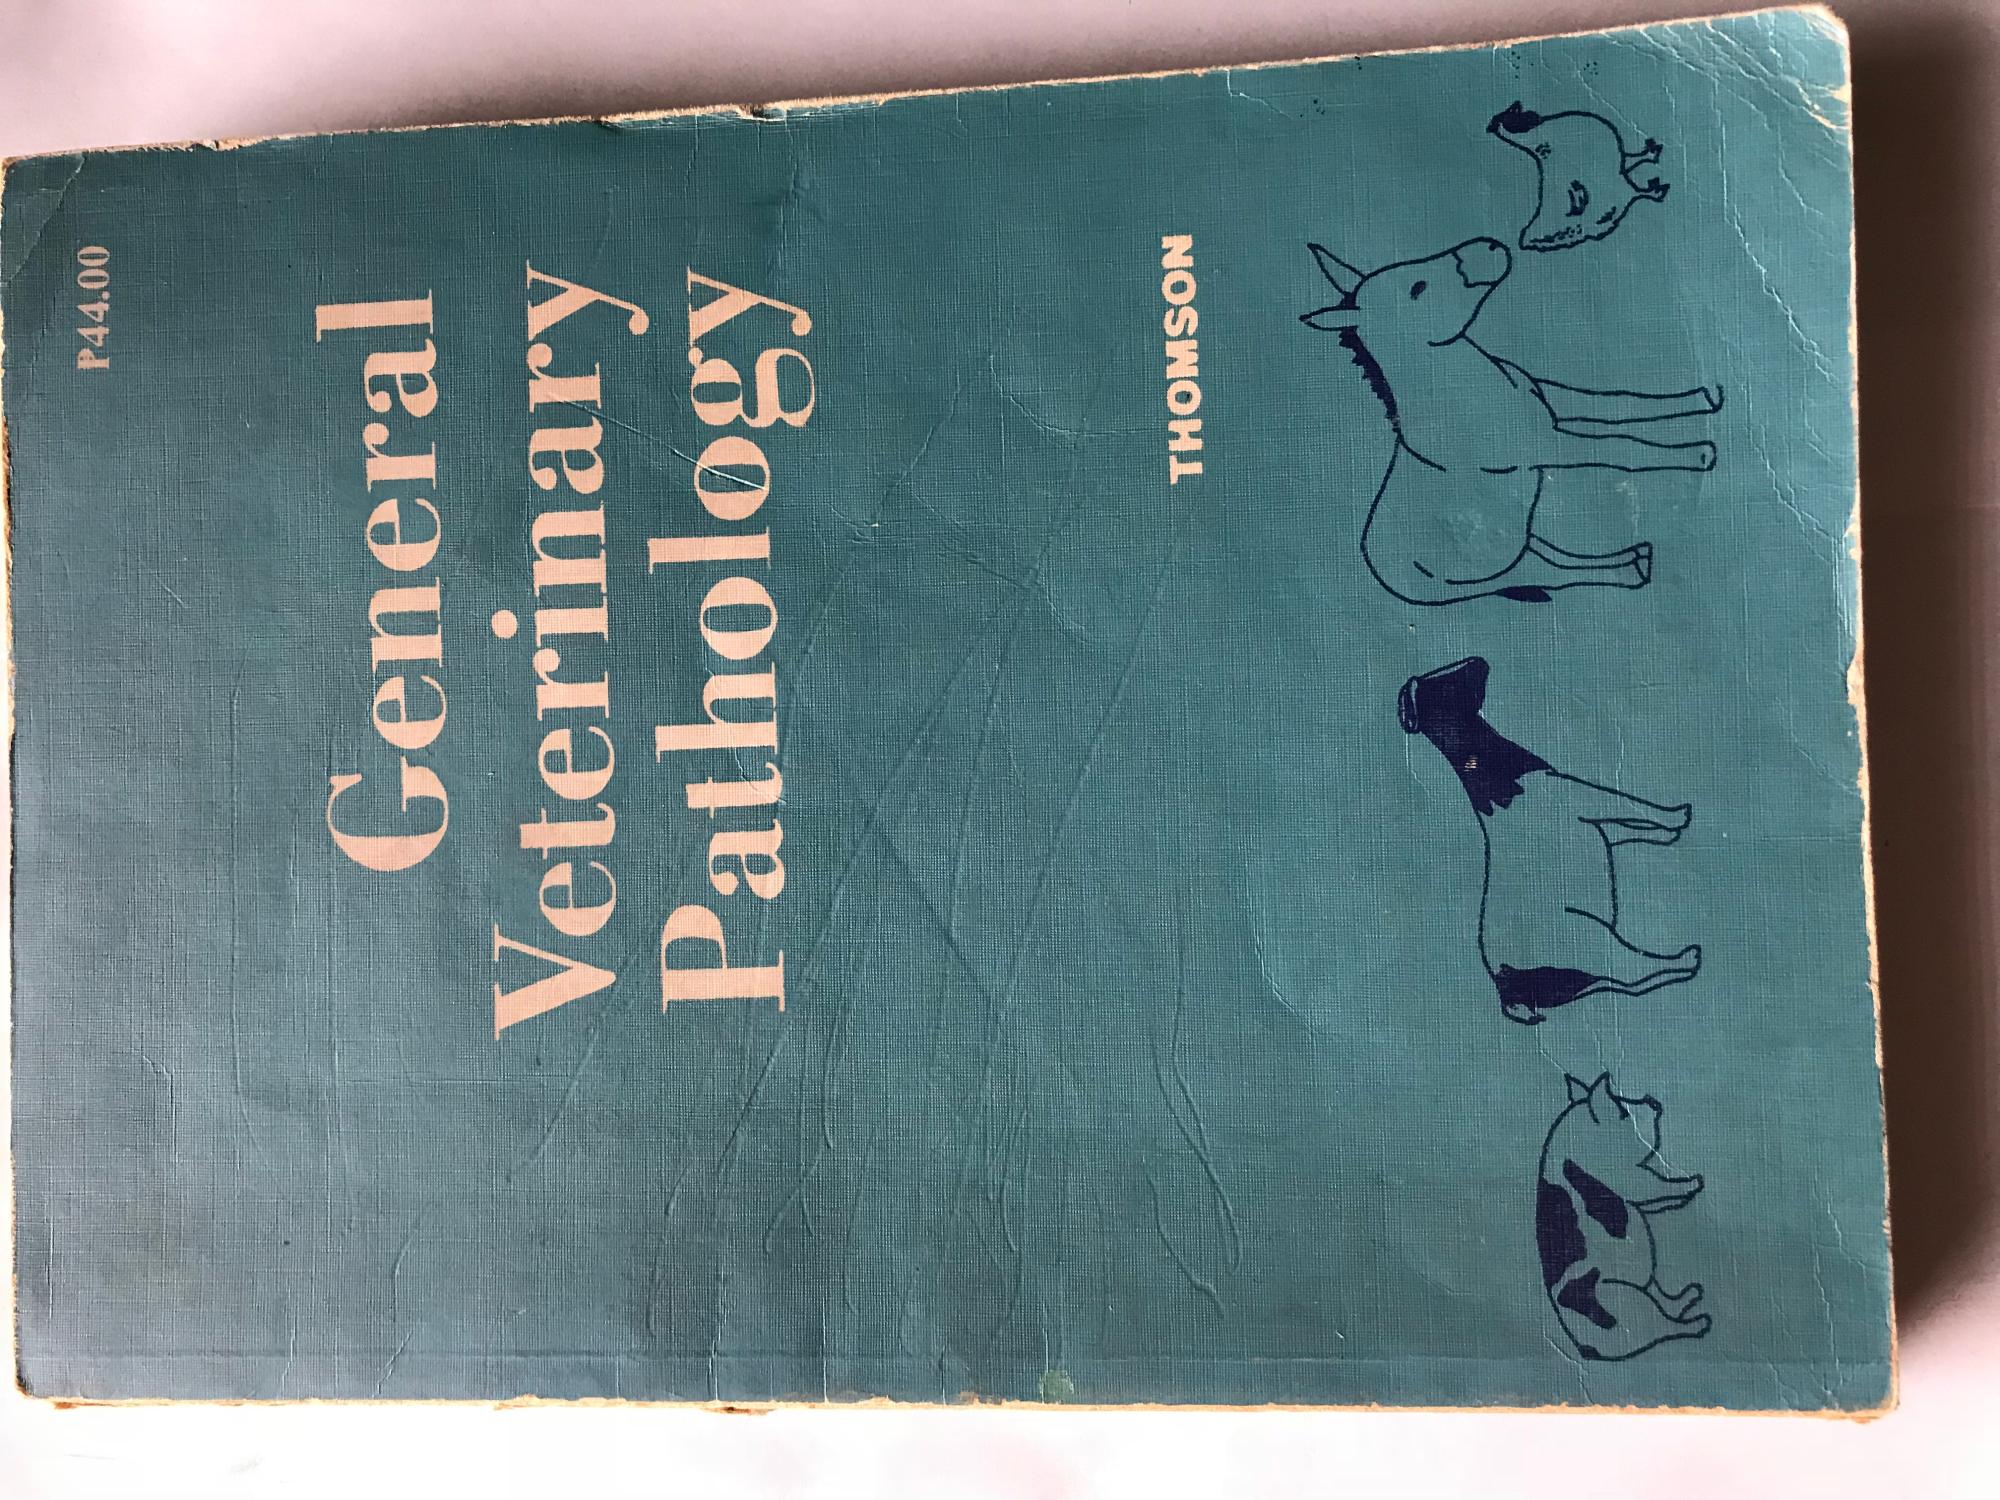 P44.00
General
Veterinary
Pathology
THOMSON